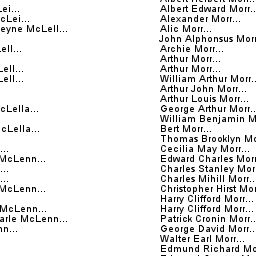 Lei...
cLei...
eyne McLell...
ell...
ell...
ell...
cLella...
cLella...
...
McLenn...
...
...
McLenn...
...
McLenn...
arle McLenn...
nn...
Albert Edward Morr...
Alexander Morr...
Alic Morr...
John Alphonsus Morr...
Archie Morr...
Arthur Morr...
Arthur Morr...
William Arthur Morr...
Arthur John Morr...
Arthur Louis Morr...
George Arthur Morr...
William Benjamin M
Bert Morr...
Thomas Brooklyn Mo
Cecilia May Morr...
Edward Charles Morr
Charles Stanley Morr
Charles Mihill Morr...
Christopher Hirst Mor
Harry Clifford Morr...
Harry Clifford Morr...
Patrick Cronin Morr...
George David Morr...
Walter Earl Morr...
Edmund Richard Mo